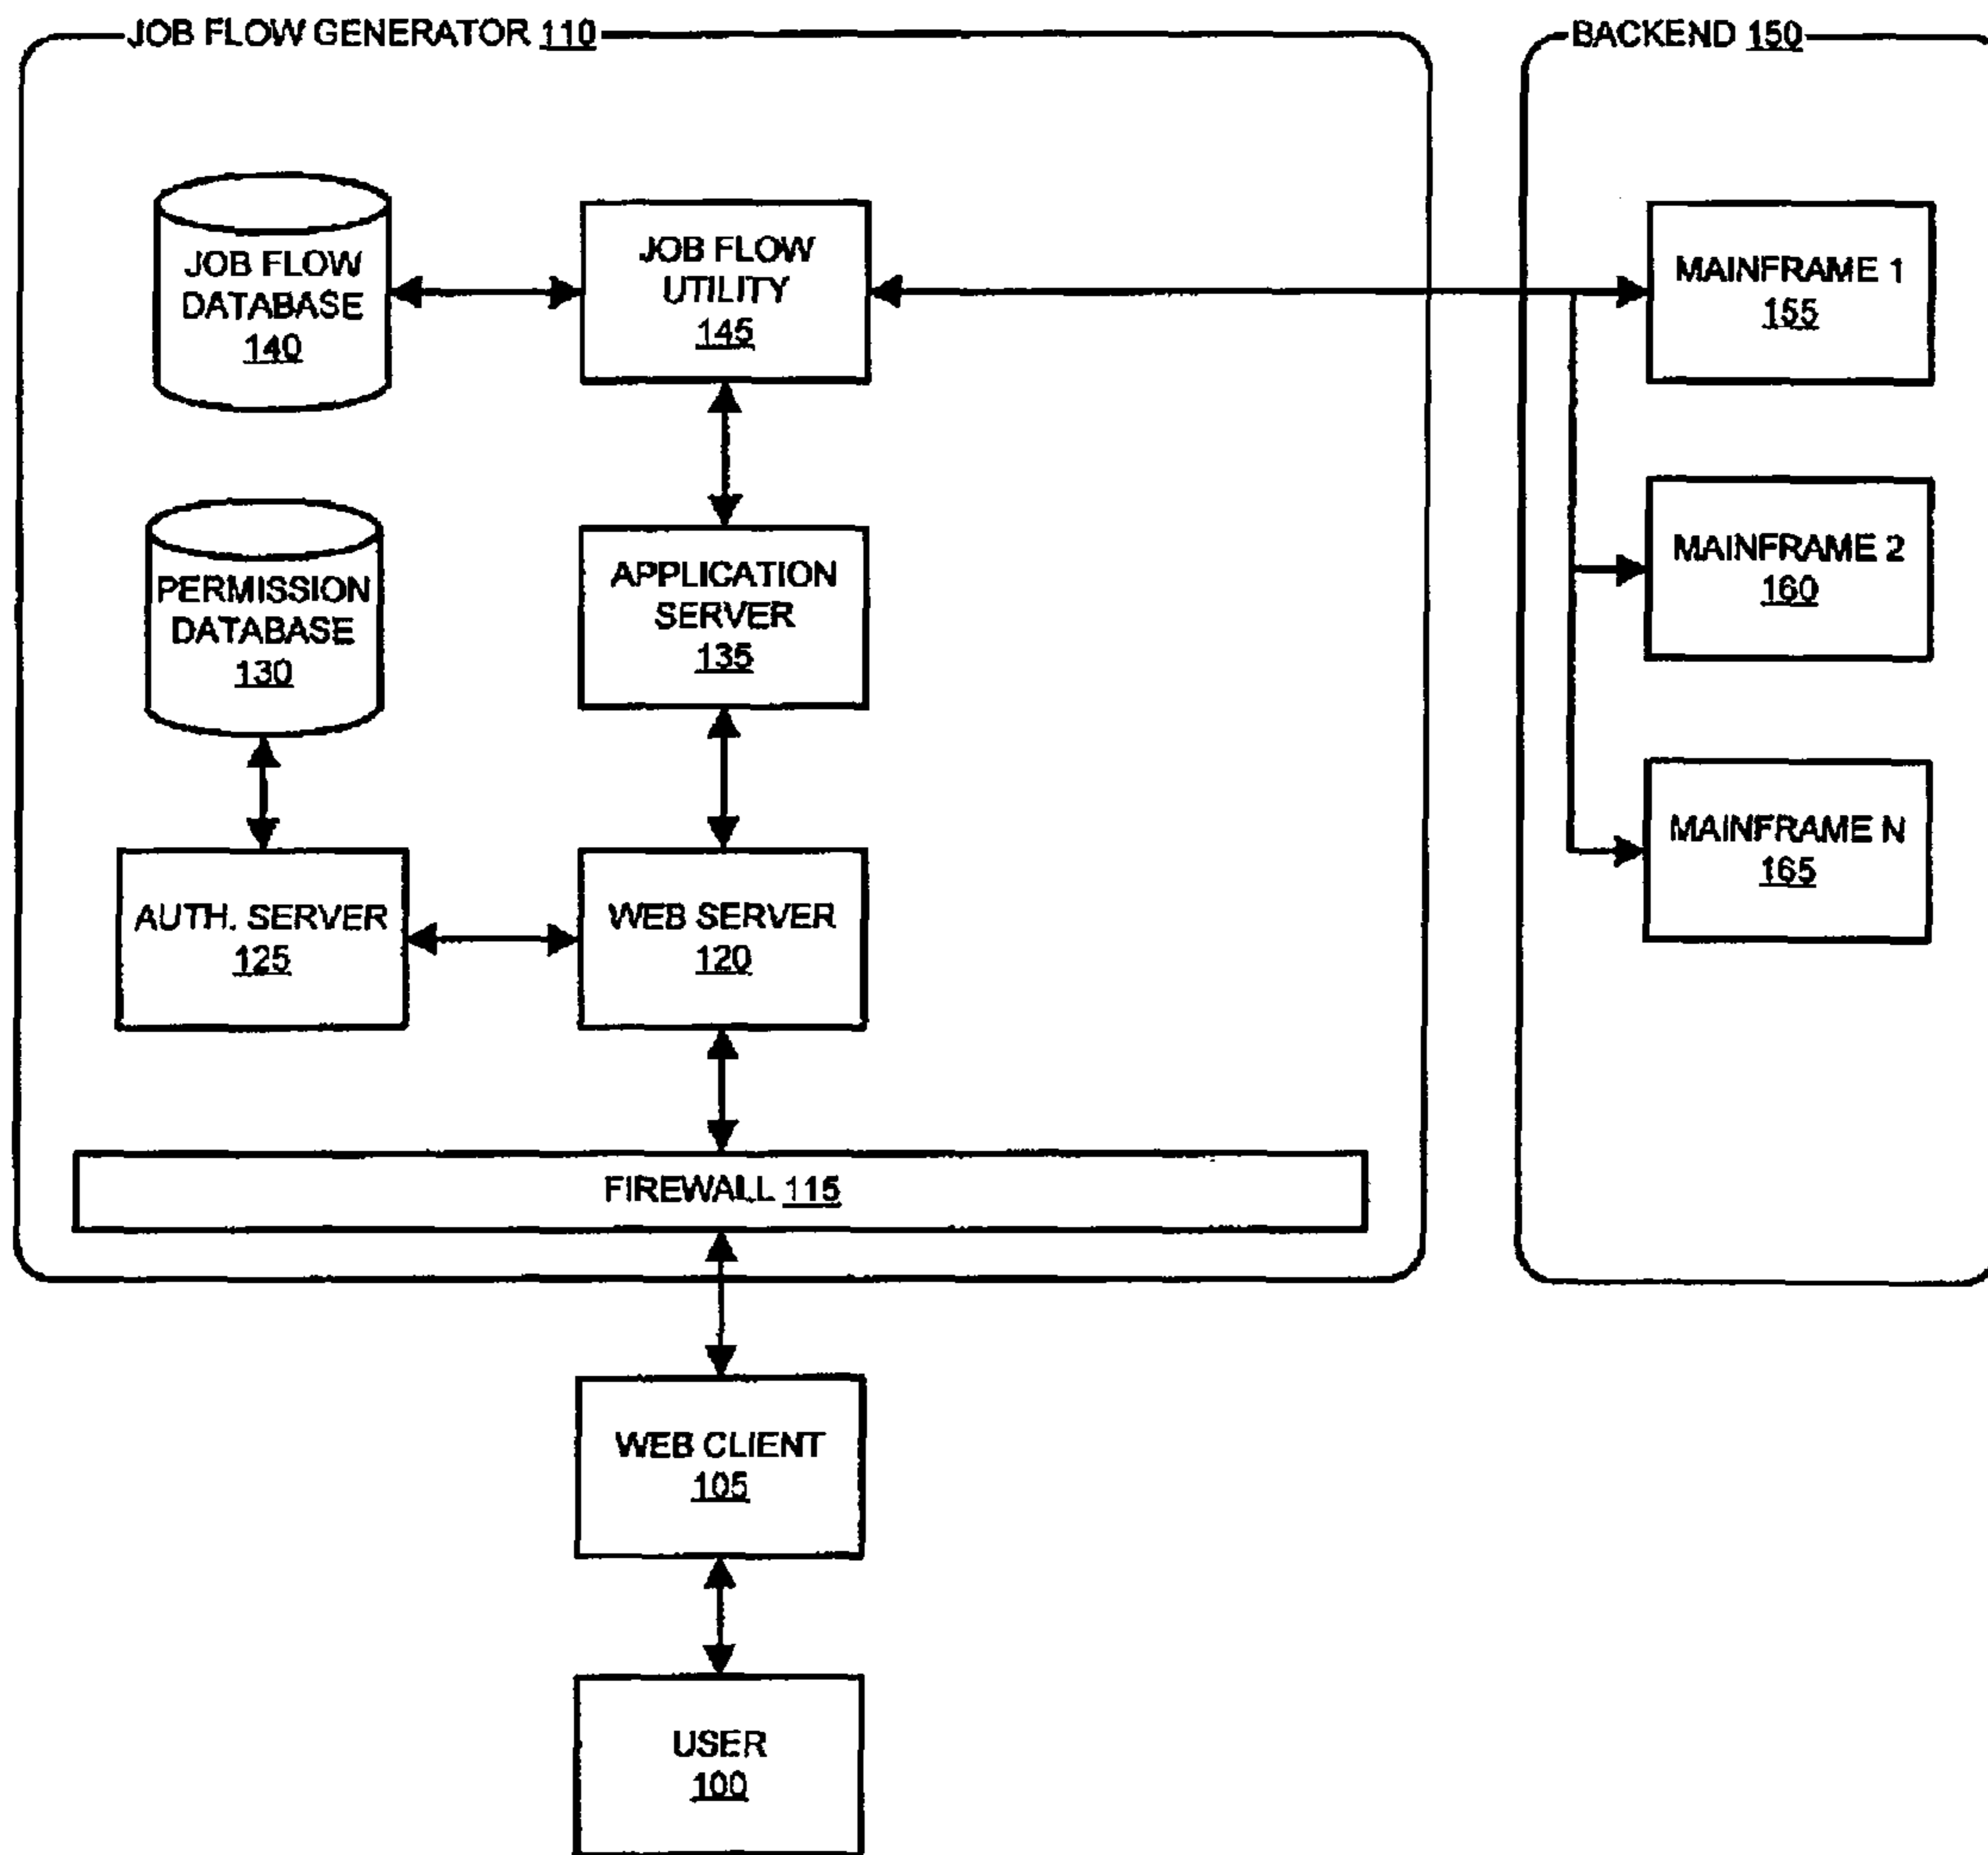 JOB FLOW GENERATOR 110
BACKEND 150
JOB FLOW
DATABASE
140
JOB FLOW
UTILITY
145
MAINFRAME 1
155
PERMISSION
DATABASE
130
APPLICATION
SERVER
135
MAINFRAME 2
160
MAINFRAME N
165
AUTH. SERVER
125
WEB SERVER
120
FIREWALL 115
WEB CLIENT
105
USER
100